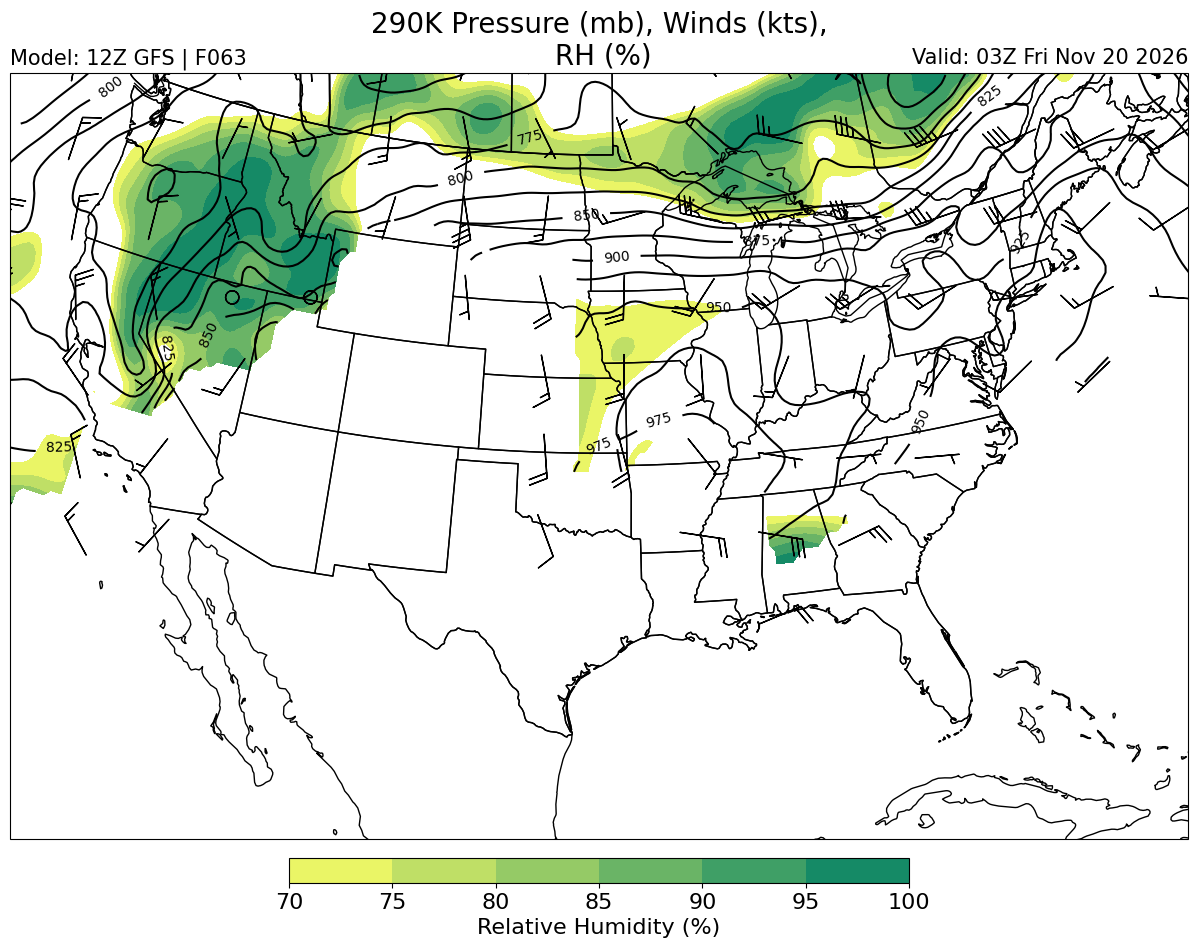 290K Pressure (mb), Winds (kts),
RH (%)
Model: 12Z GFS | F063
Valid: 03Z Fri Nov 20 2026
800
825
775
725
800
850
875
900
925
950
850
825
975
975
950
825
70 75 80 85 90 95 100
Relative Humidity (%)